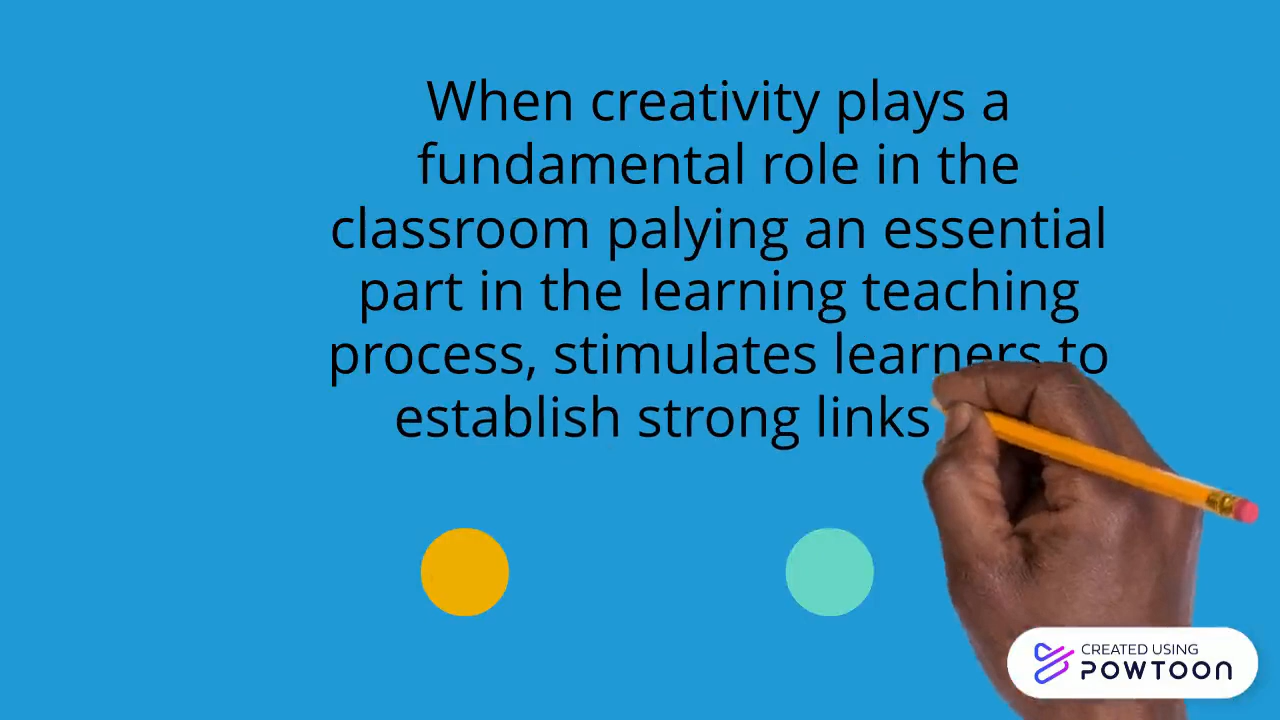 When creativity plays a
fundamental role in the
classroom palying an essential
part in the learning teaching
process, stimulates learners to
establish strong links
CREATED USING
POWTOON